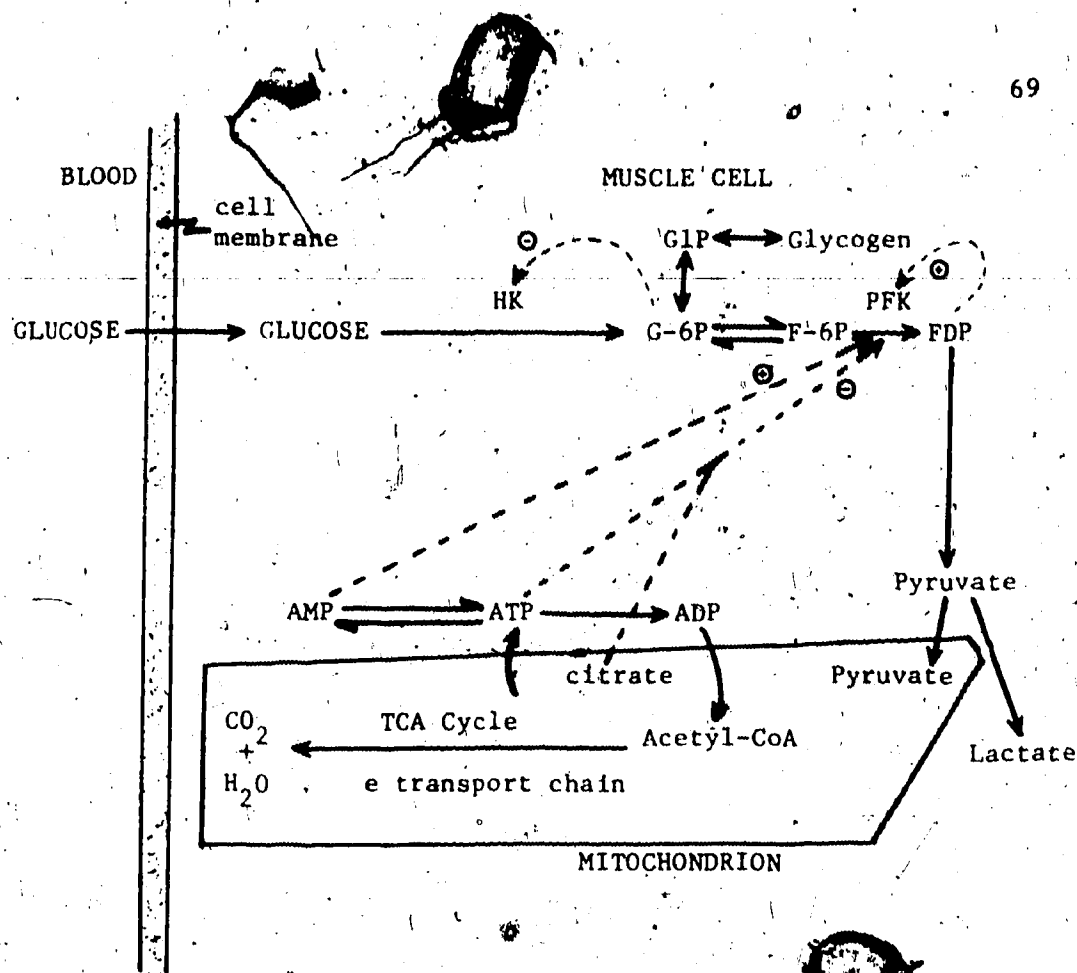 69
BLOOD
MUSCLE CELL
cell
membrane
G1P Glycogen
⊖
⊕
HK
PFK
GLUCOSE GLUCOSE G-6P F-6P FDP
⊕
⊖
Pyruvate
AMP ATP ADP
citrate
Pyruvate
CO2
+
H2O
TCA Cycle
Acetyl-CoA
Lactate
e transport chain
MITOCHONDRION